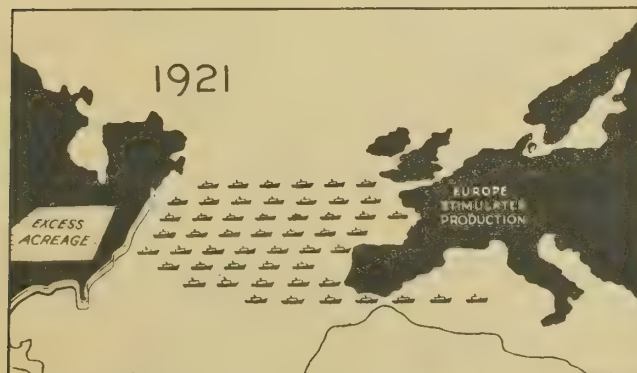 1921
EXCESS
ACREAGE
EUROPE
STIMULATES
PRODUCTION